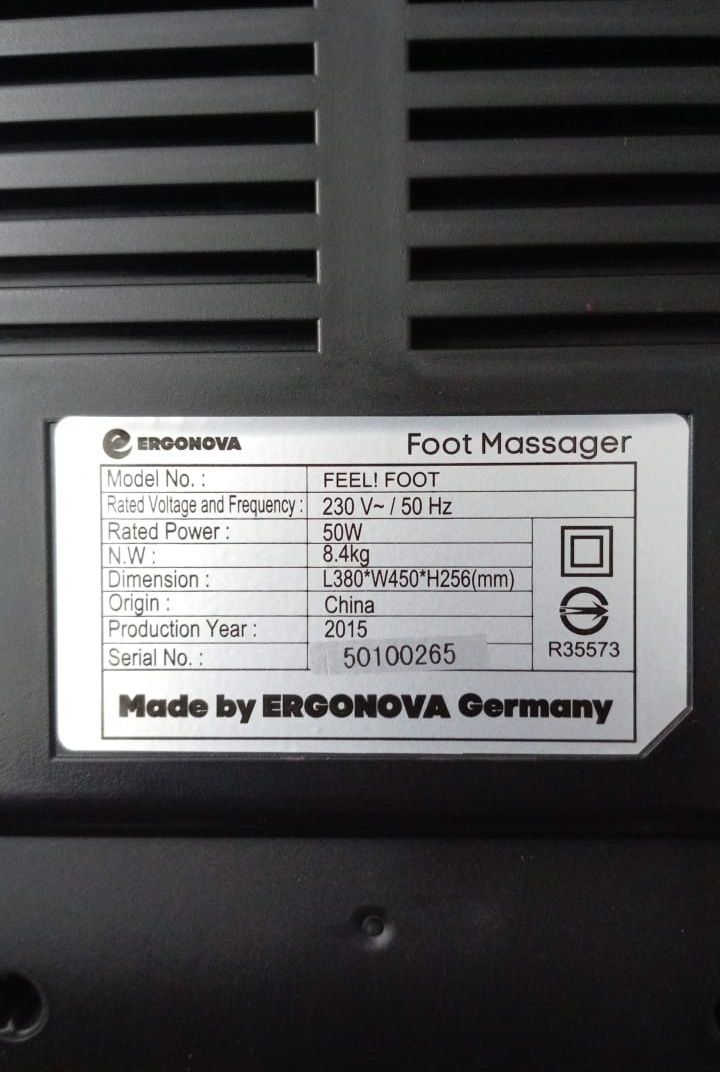 ERGONOVA Foot Massager
Model No. : FEEL! FOOT
Rated Voltage and Frequency : 230 V~ / 50 Hz
Rated Power : 50W
N.W : 8.4kg
Dimension : L380*W450*H256(mm)
Origin : China
Production Year : 2015
Serial No. : 50100265
R35573
Made by ERGONOVA Germany